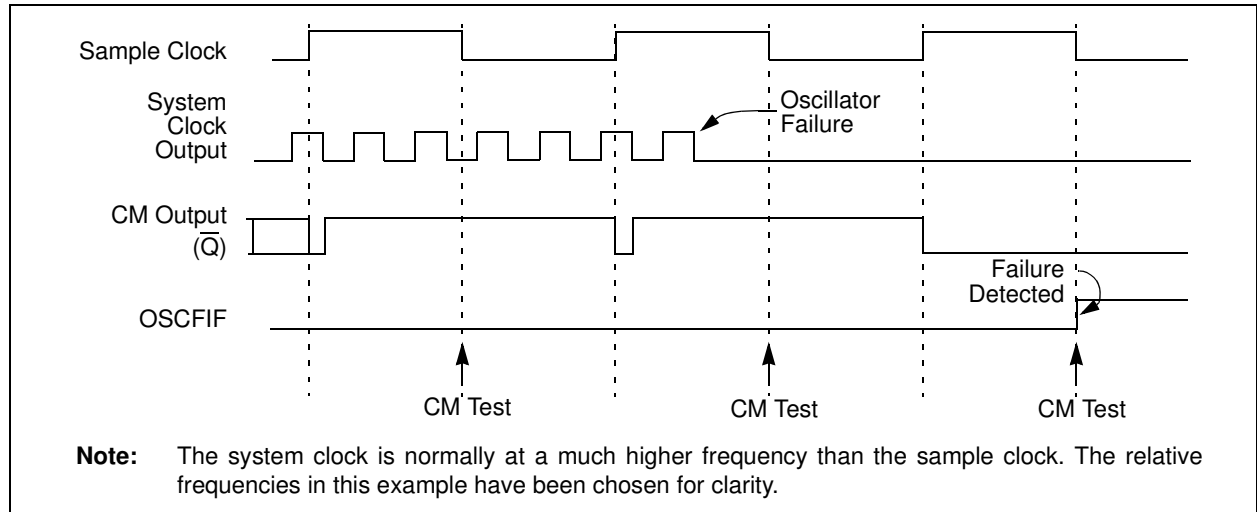 Sample Clock
System
Clock
Output
Oscillator
Failure
CM Output
(Q̅)
Failure
Detected
OSCFIF
CM Test
CM Test
CM Test
Note: The system clock is normally at a much higher frequency than the sample clock. The relative
frequencies in this example have been chosen for clarity.